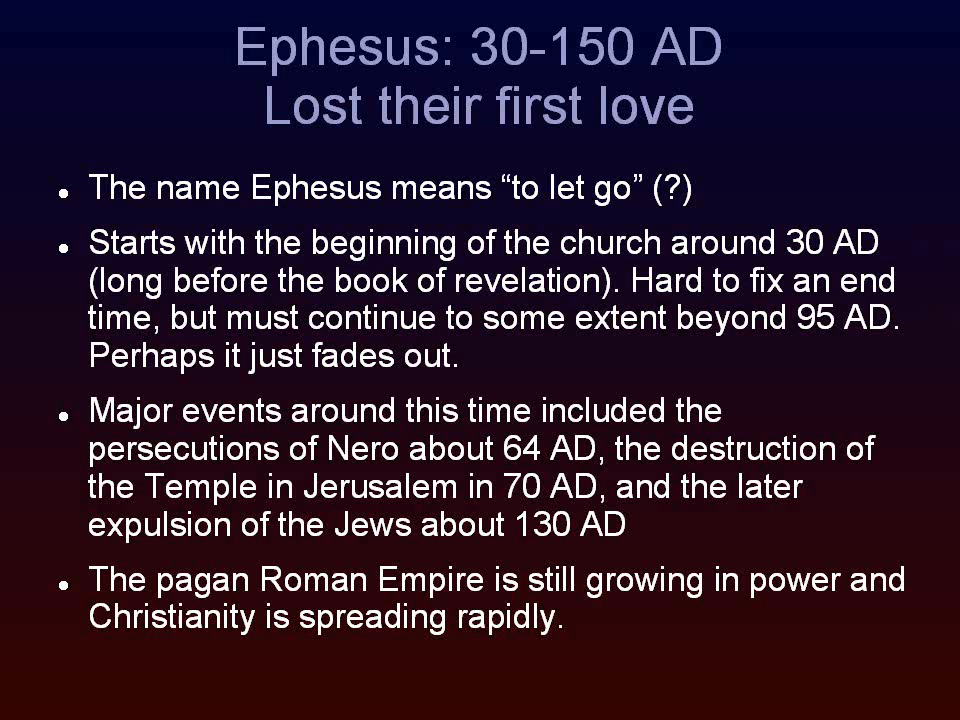 Ephesus: 30-150 AD
Lost their first love
● The name Ephesus means “to let go” (?)
● Starts with the beginning of the church around 30 AD
(long before the book of revelation). Hard to fix an end
time, but must continue to some extent beyond 95 AD.
Perhaps it just fades out.
● Major events around this time included the
persecutions of Nero about 64 AD, the destruction of
the Temple in Jerusalem in 70 AD, and the later
expulsion of the Jews about 130 AD
● The pagan Roman Empire is still growing in power and
Christianity is spreading rapidly.